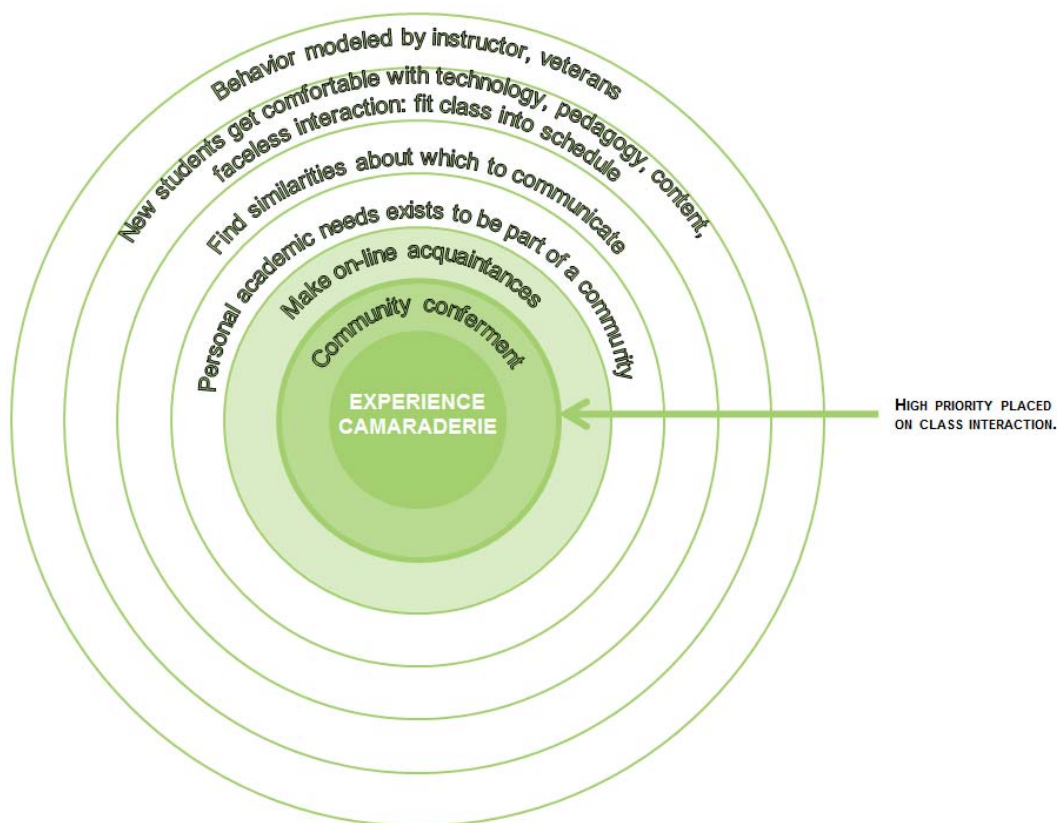 Behavior modeled by instructor, veterans
New students get comfortable with technology, pedagogy, content,
faceless interaction: fit class into schedule
Find similarities about which to communicate
Personal academic needs exists to be part of a community
Make on-line acquaintances
Community conferment
EXPERIENCE
CAMARADERIE
HIGH PRIORITY PLACED
ON CLASS INTERACTION.